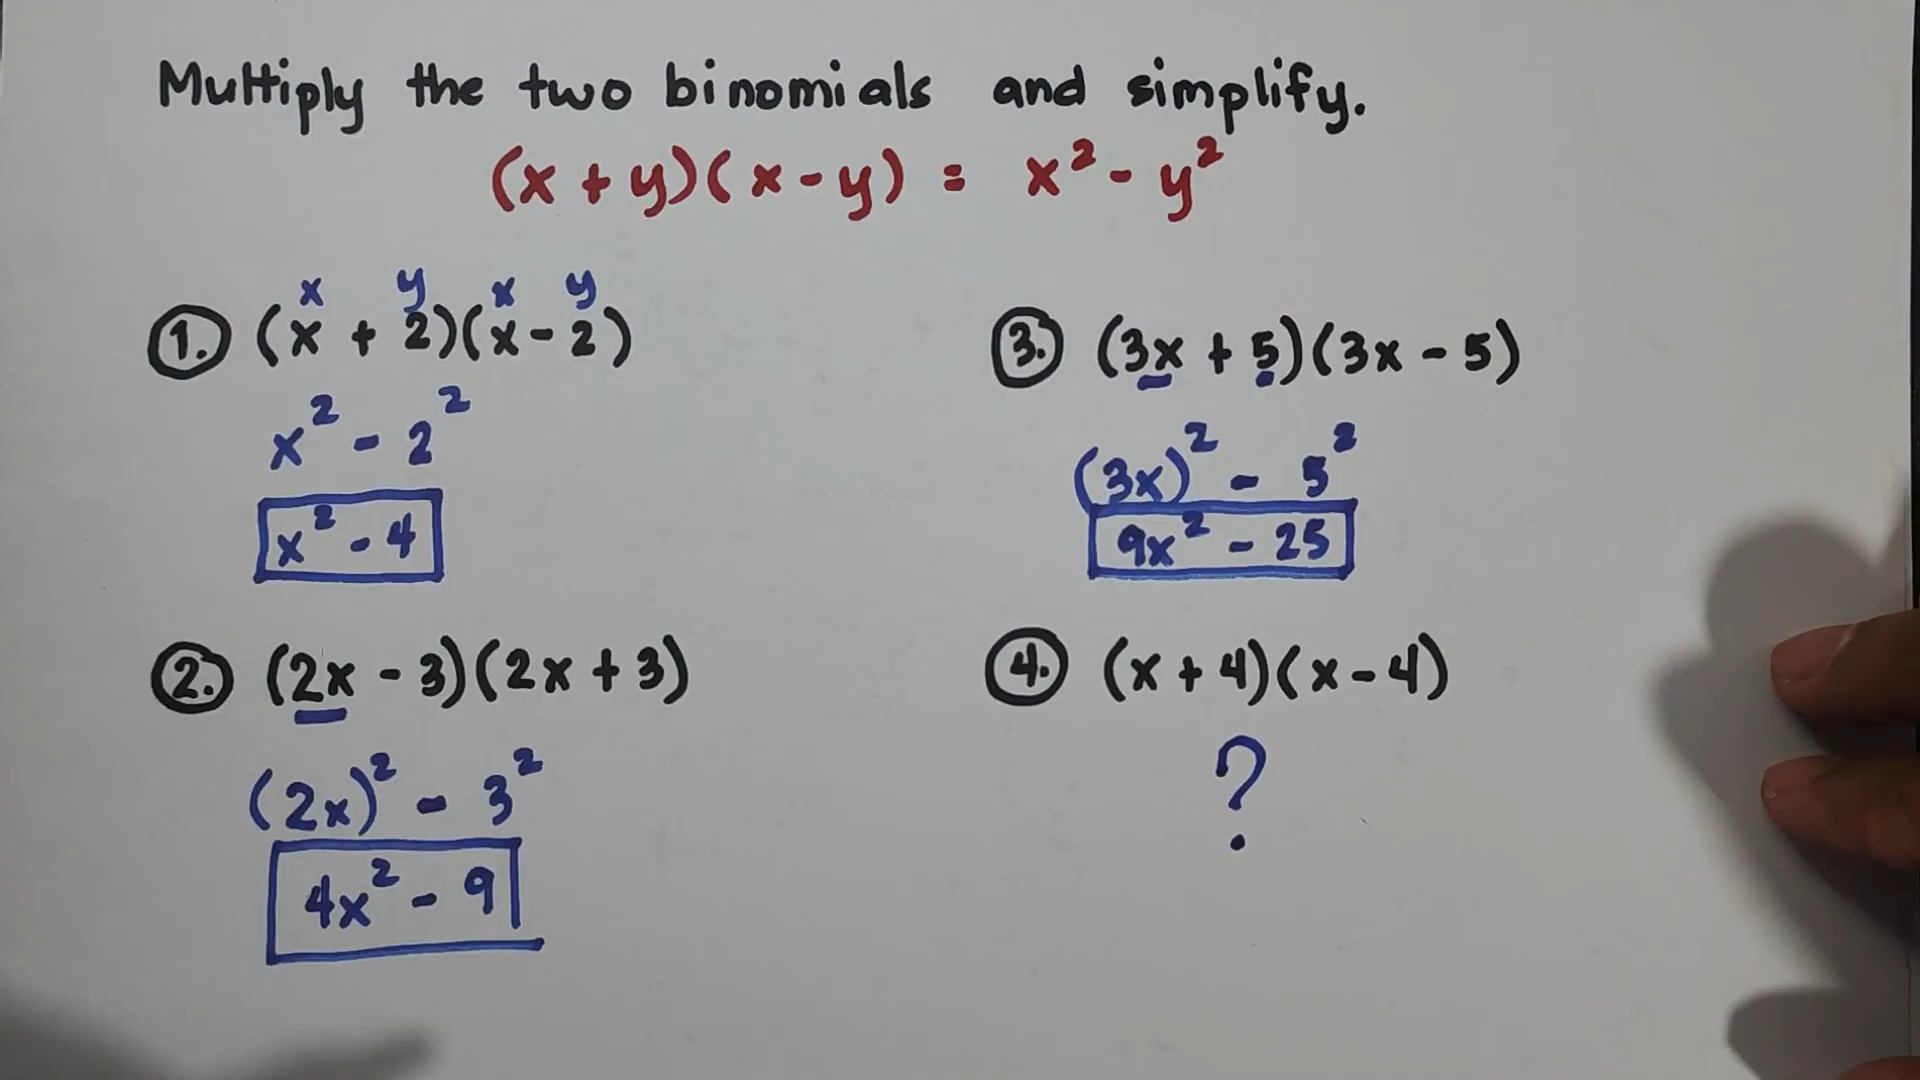 Multiply the two binomials and simplify.
(x + y)(x - y) = x² - y²
x y x y
1. (x + 2)(x - 2)
x² - 2²
x² - 4
2. (2x - 3)(2x + 3)
(2x)² - 3²
4x² - 9
3. (3x + 5)(3x - 5)
(3x)² - 5²
9x² - 25
4. (x + 4)(x - 4)
?